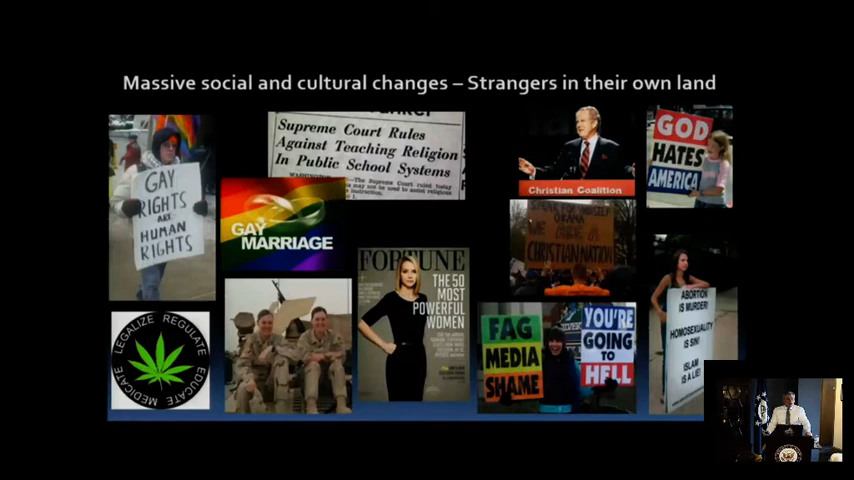 Massive social and cultural changes – Strangers in their own land
GAY
RIGHTS
ARE
HUMAN
RIGHTS
Supreme Court Rules
Against Teaching Religion
In Public School Systems
GAY
MARRIAGE
Christian Coalition
GOD
HATES
AMERICA
WE ARE A
CHRISTIAN NATION
FORTUNE
THE 50
MOST
POWERFUL
WOMEN
LEGALIZE REGULATE EDUCATE MEDICATE
FAG
MEDIA
SHAME
YOU'RE
GOING
TO
HELL
ABORTION
IS MURDER!
HOMOSEXUALITY
IS SIN!
ISLAM
IS A LIE!